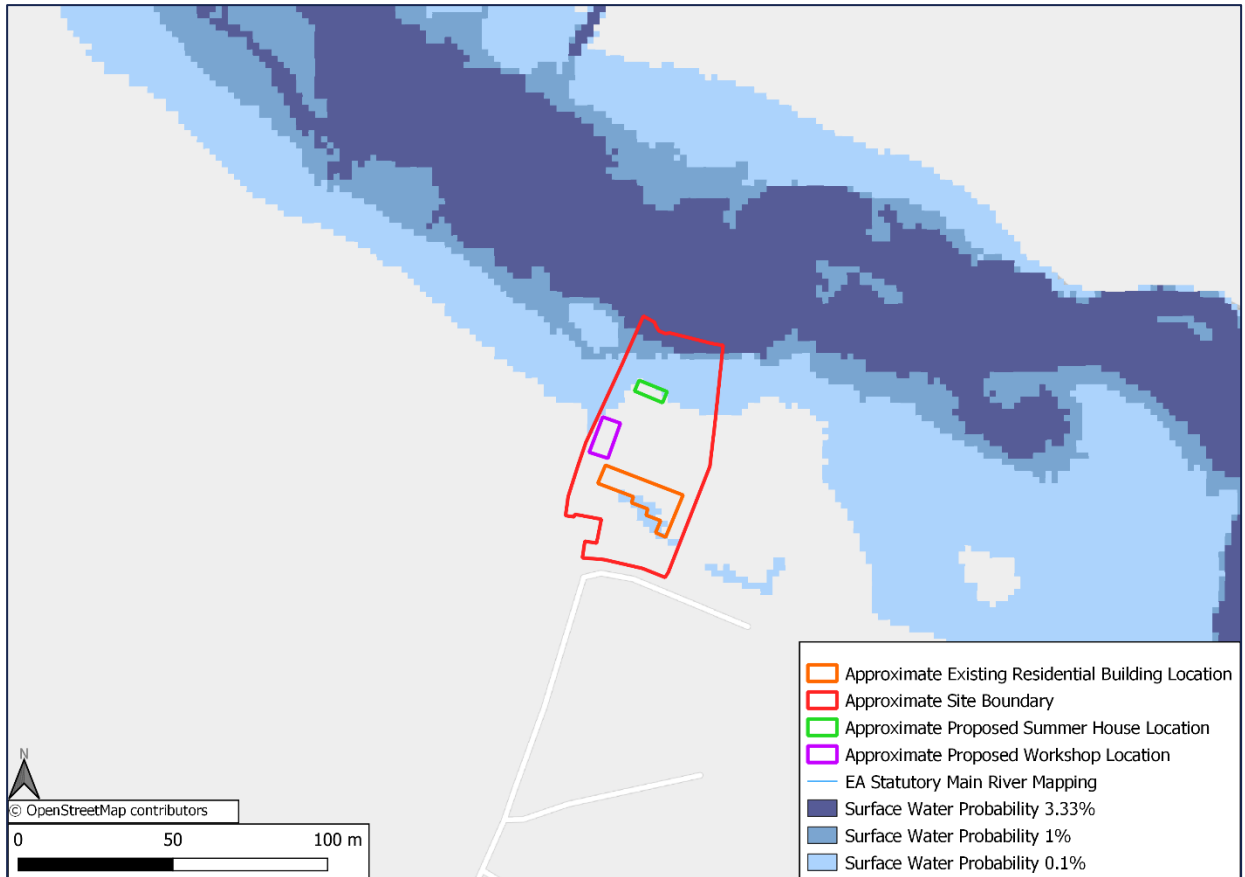 Approximate Existing Residential Building Location
Approximate Site Boundary
Approximate Proposed Summer House Location
Approximate Proposed Workshop Location
EA Statutory Main River Mapping
Surface Water Probability 3.33%
Surface Water Probability 1%
Surface Water Probability 0.1%
N
© OpenStreetMap contributors
0 50 100 m